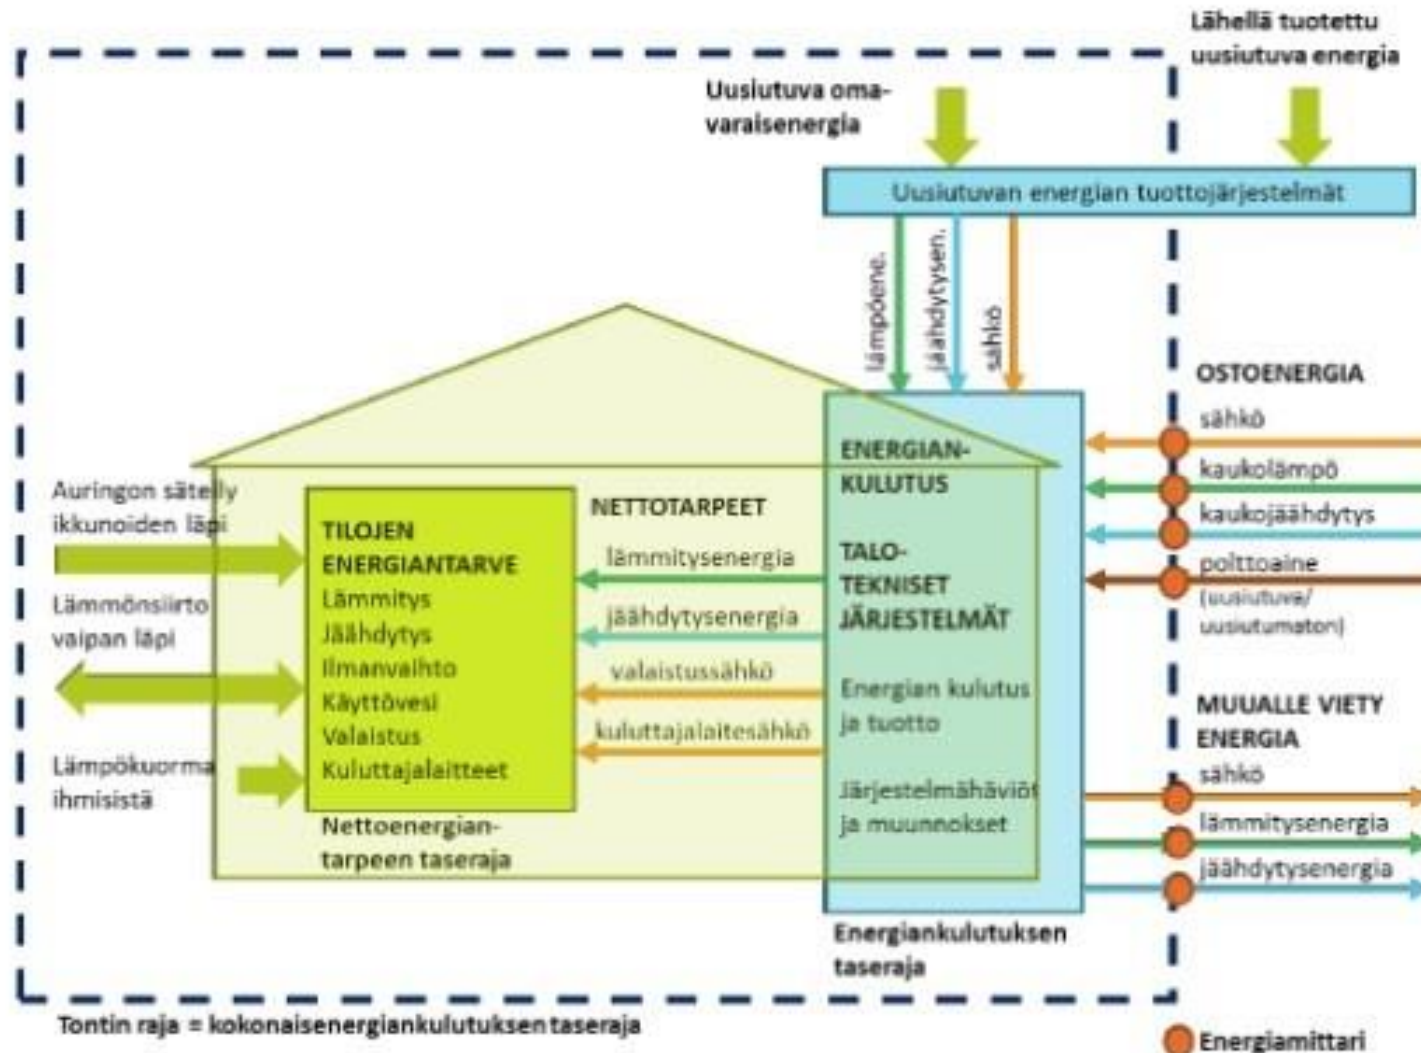 Lähellä tuotettu
uusiutuva energia
Uusiutuva oma-
varaisenergia
Uusiutuvan energian tuottojärjestelmät
lämpöene.
jäähdytysen.
sähkö
OSTOENERGIA
sähkö
kaukolämpö
kaukojäähdytys
polttoaine
(uusiutuva/
uusiutumaton)
ENERGIAN-
KULUTUS
TALO-
TEKNISET
JÄRJESTELMÄT
Energian kulutus
ja tuotto
Järjestelmähäviöt
ja muunnokset
Energiankulutuksen
taseraja
NETTOTARPEET
lämmitysenergia
jäähdytysenergia
valaistussähkö
kuluttajalaitesähkö
Auringon säteily
ikkunoiden läpi
Lämmönsiirto
vaipan läpi
Lämpökuorma
ihmisistä
TILOJEN
ENERGIANTARVE
Lämmitys
Jäähdytys
Ilmanvaihto
Käyttövesi
Valaistus
Kuluttajalaitteet
Nettoenergian-
tarpeen taseraja
MUUALLE VIETY
ENERGIA
sähkö
lämmitysenergia
jäähdytysenergia
Tontin raja = kokonaisenergiankulutuksen taseraja
Energiamittari